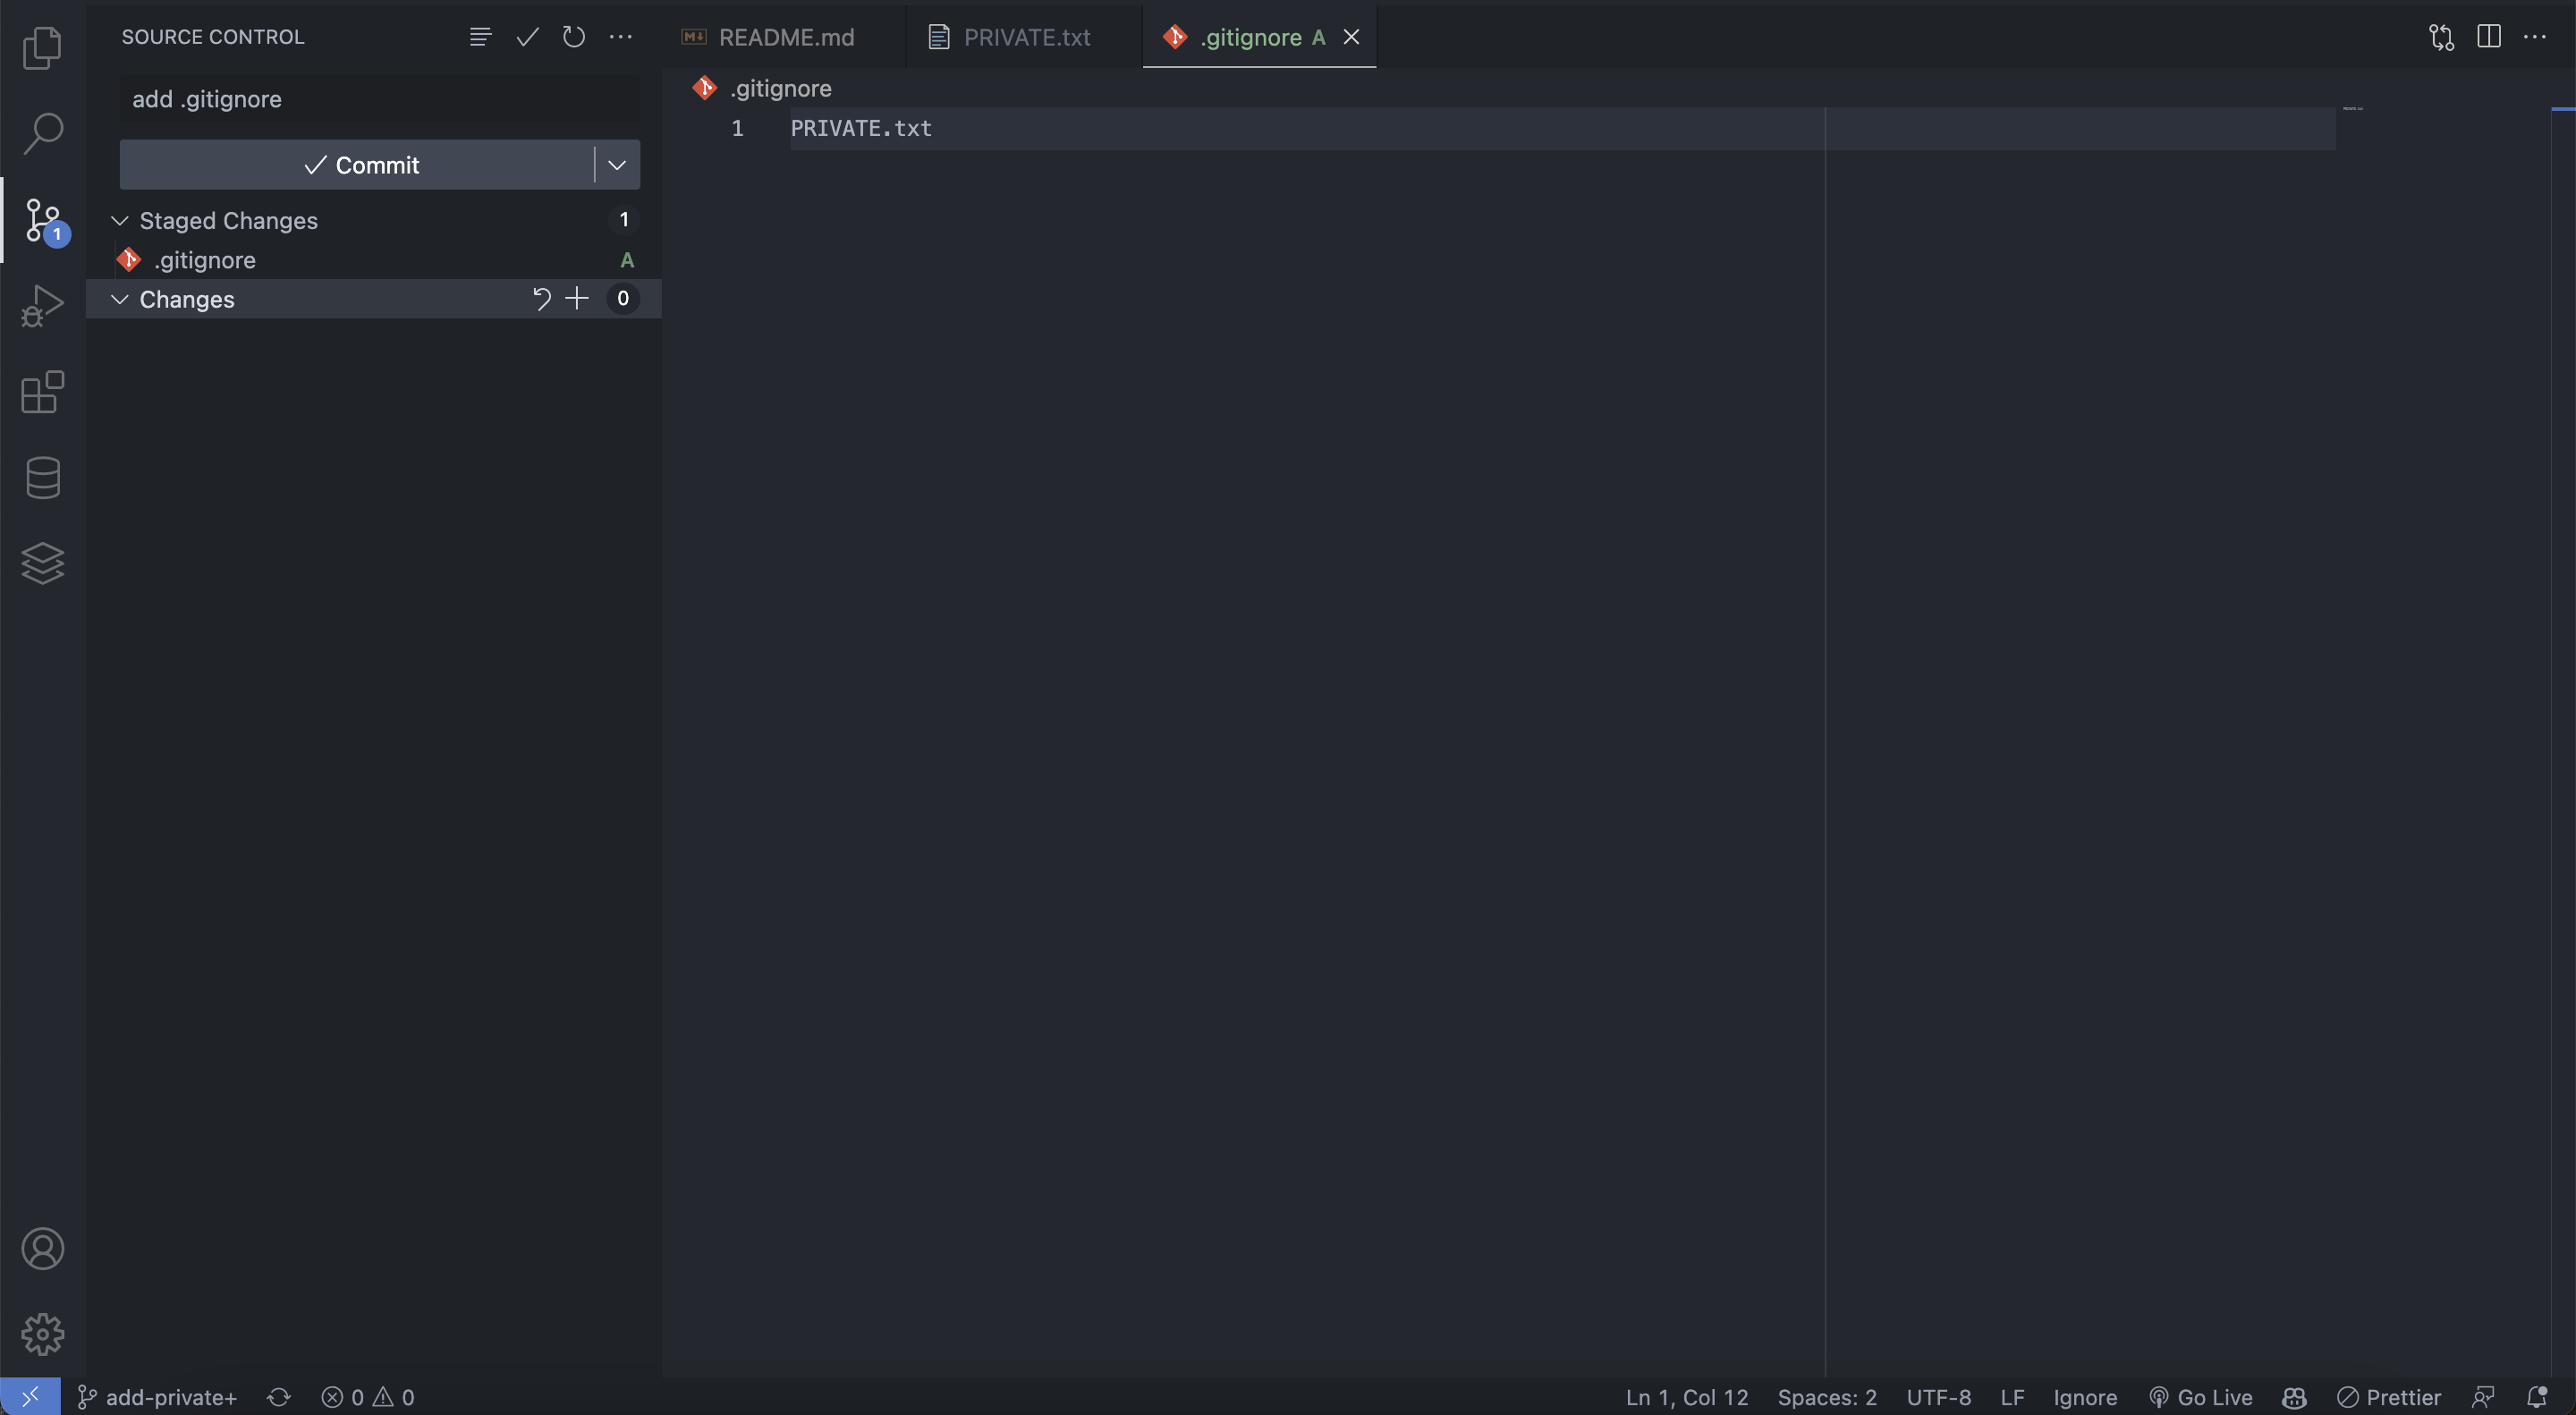 SOURCE CONTROL
README.md
PRIVATE.txt
.gitignore A
add .gitignore
.gitignore
1 PRIVATE.txt
Commit
Staged Changes 1
.gitignore A
Changes 0
1
add-private+
0 0
Ln 1, Col 12
Spaces: 2
UTF-8
LF
Ignore
Go Live
Prettier